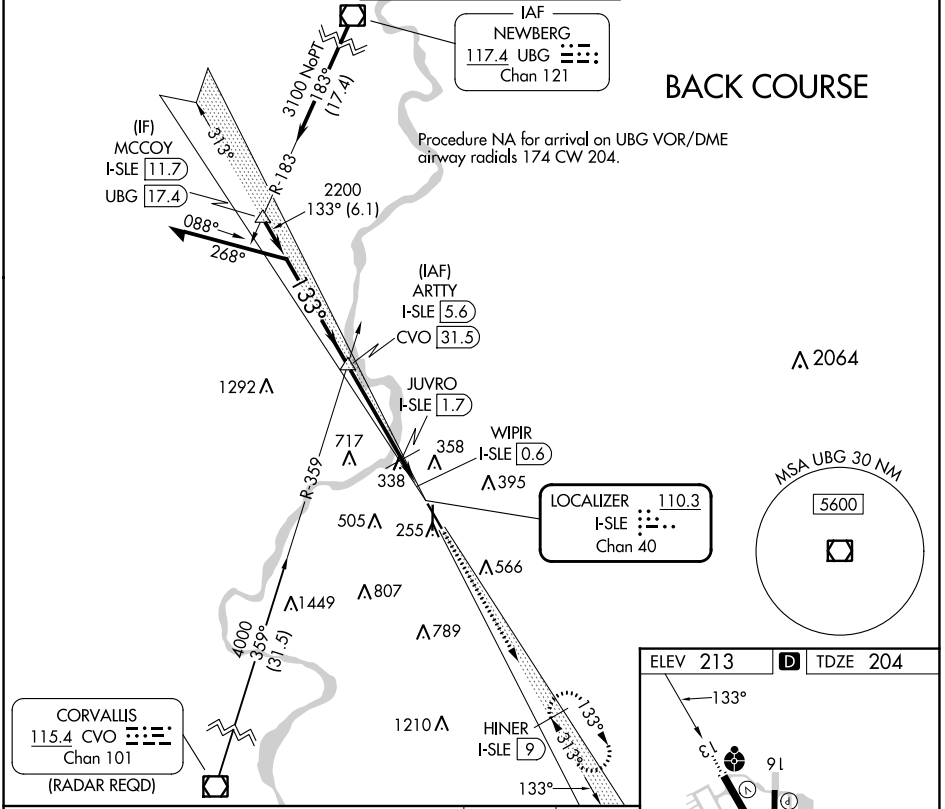 IAF
NEWBERG
117.4 UBG
Chan 121
BACK COURSE
Procedure NA for arrival on UBG VOR/DME
airway radials 174 CW 204.
3100 NoPT
183°
(17.4)
R-183
313°
(IF)
MCCOY
I-SLE 11.7
UBG 17.4
2200
133° (6.1)
088°
268°
133°
(IAF)
ARTTY
I-SLE 5.6
CVO 31.5
2064
1292
JUVRO
I-SLE 1.7
717
358
338
WIPIR
I-SLE 0.6
395
MSA UBG 30 NM
5600
LOCALIZER 110.3
I-SLE
Chan 40
R-359
505
255
566
1449
807
789
4000
359°
(31.5)
1210
HINER
I-SLE 9
133°
313°
133°
CORVALLIS
115.4 CVO
Chan 101
(RADAR REQD)
ELEV 213
D
TDZE 204
133°
13
16
P